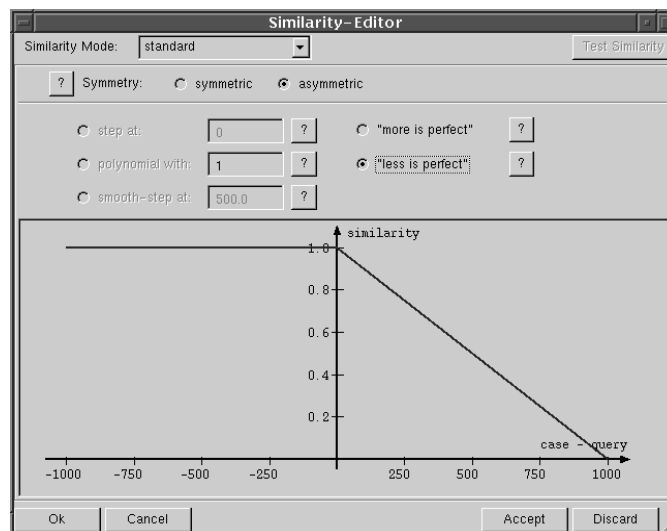 Similarity-Editor
Similarity Mode: standard Test Similarity
? Symmetry: symmetric asymmetric
step at: 0 ? "more is perfect" ?
polynomial with: 1 ? "less is perfect" ?
smooth-step at: 500.0 ?
similarity
1.0
0.8
0.6
0.4
0.2
case - query
-1000 -750 -500 -250 250 500 750 1000
Ok Cancel Accept Discard